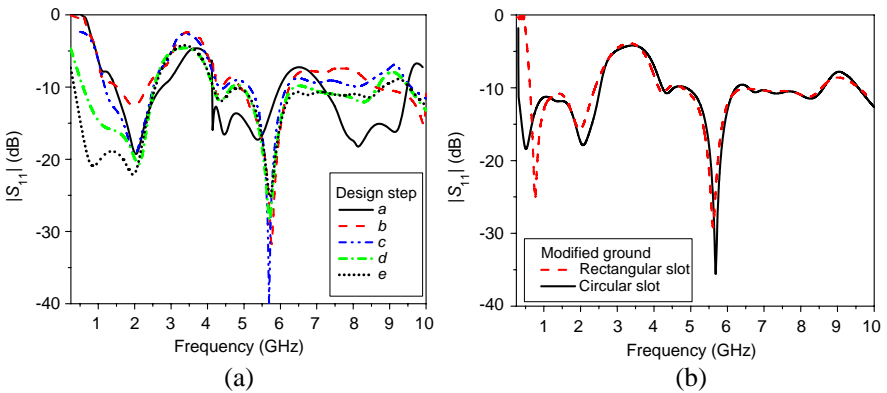 0
-10
-20
-30
-40
|S11| (dB)
1 2 3 4 5 6 7 8 9 10
Frequency (GHz)
Design step
a
b
c
d
e
(a)
0
-10
-20
-30
-40
|S11| (dB)
1 2 3 4 5 6 7 8 9 10
Frequency (GHz)
Modified ground
Rectangular slot
Circular slot
(b)